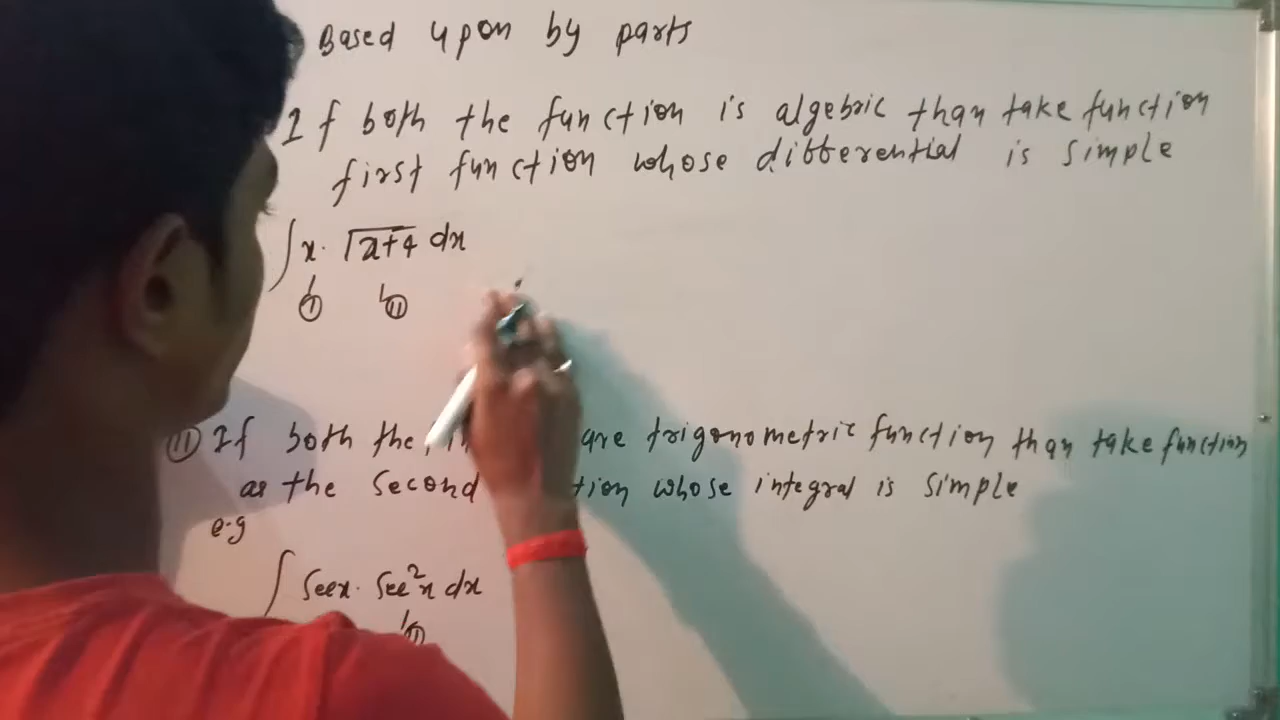 Based upon by parts
If both the function is algebric than take function
first function whose differential is simple
∫x. √x+4 dx
I II
II If both the are trigonometric function than take function
as the second whose integral is simple
e.g
∫ secx. sec²x dx
II